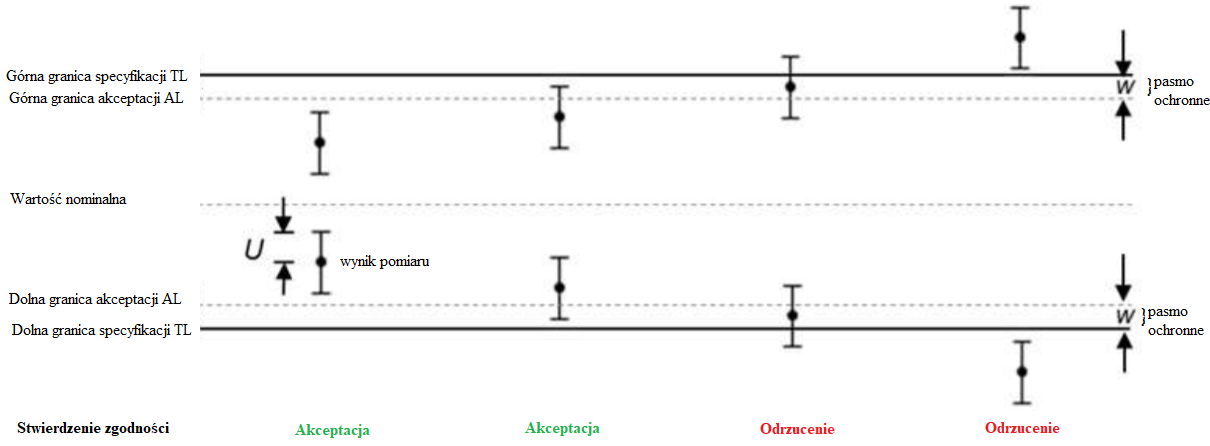 Górna granica specyfikacji TL
Górna granica akceptacji AL
w }pasmo
ochronne
Wartość nominalna
U
wynik pomiaru
Dolna granica akceptacji AL
Dolna granica specyfikacji TL
w }pasmo
ochronne
Stwierdzenie zgodności
Akceptacja
Akceptacja
Odrzucenie
Odrzucenie